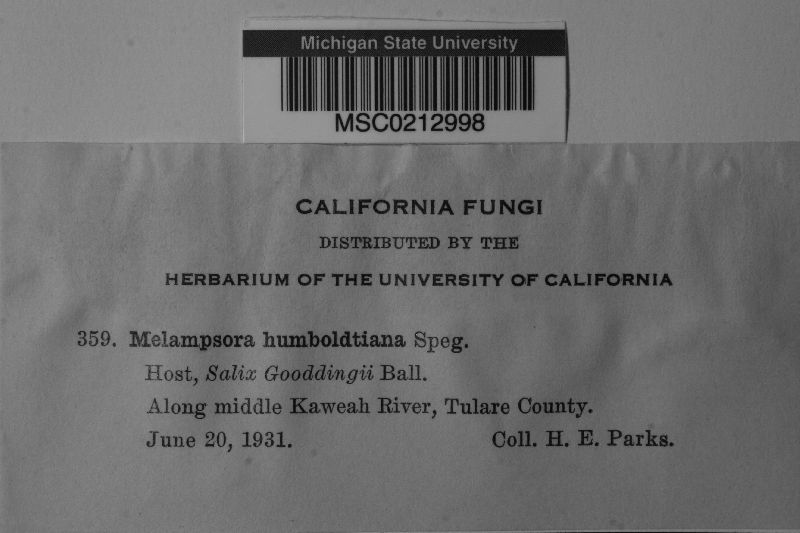 Michigan State University
MSC0212998
CALIFORNIA FUNGI
DISTRIBUTED BY THE
HERBARIUM OF THE UNIVERSITY OF CALIFORNIA
359. Melampsora humboldtiana Speg.
Host, Salix Gooddingii Ball.
Along middle Kaweah River, Tulare County.
June 20, 1931. Coll. H. E. Parks.